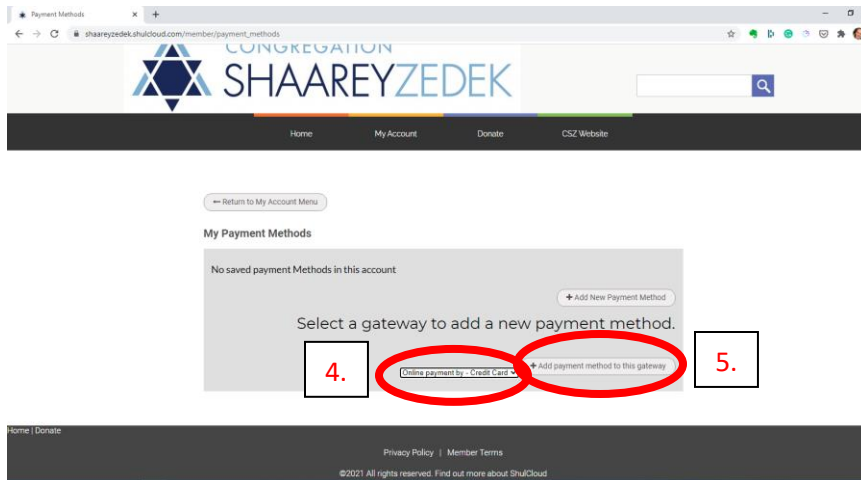 Payment Methods
shaareyzedek.shulcloud.com/member/payment_methods
CONGREGATION
SHAAREYZEDEK
Home My Account Donate CSZ Website
Return to My Account Menu
My Payment Methods
No saved payment Methods in this account
+ Add New Payment Method
Select a gateway to add a new payment method.
4.
Online payment by - Credit Card
+ Add payment method to this gateway
5.
Home | Donate
Privacy Policy | Member Terms
©2021 All rights reserved. Find out more about ShulCloud